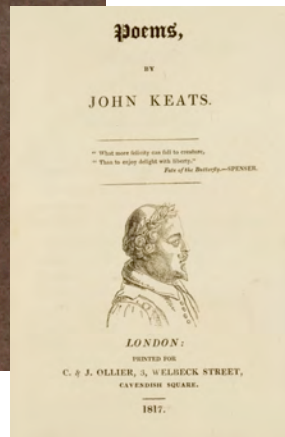 Poems,
BY
JOHN KEATS.
"What more felicity can fall to creature,
"Than to enjoy delight with liberty."
Fate of the Butterfly.—SPENSER.
LONDON:
PRINTED FOR
C. & J. OLLIER, 3, WELBECK STREET,
CAVENDISH SQUARE.
1817.